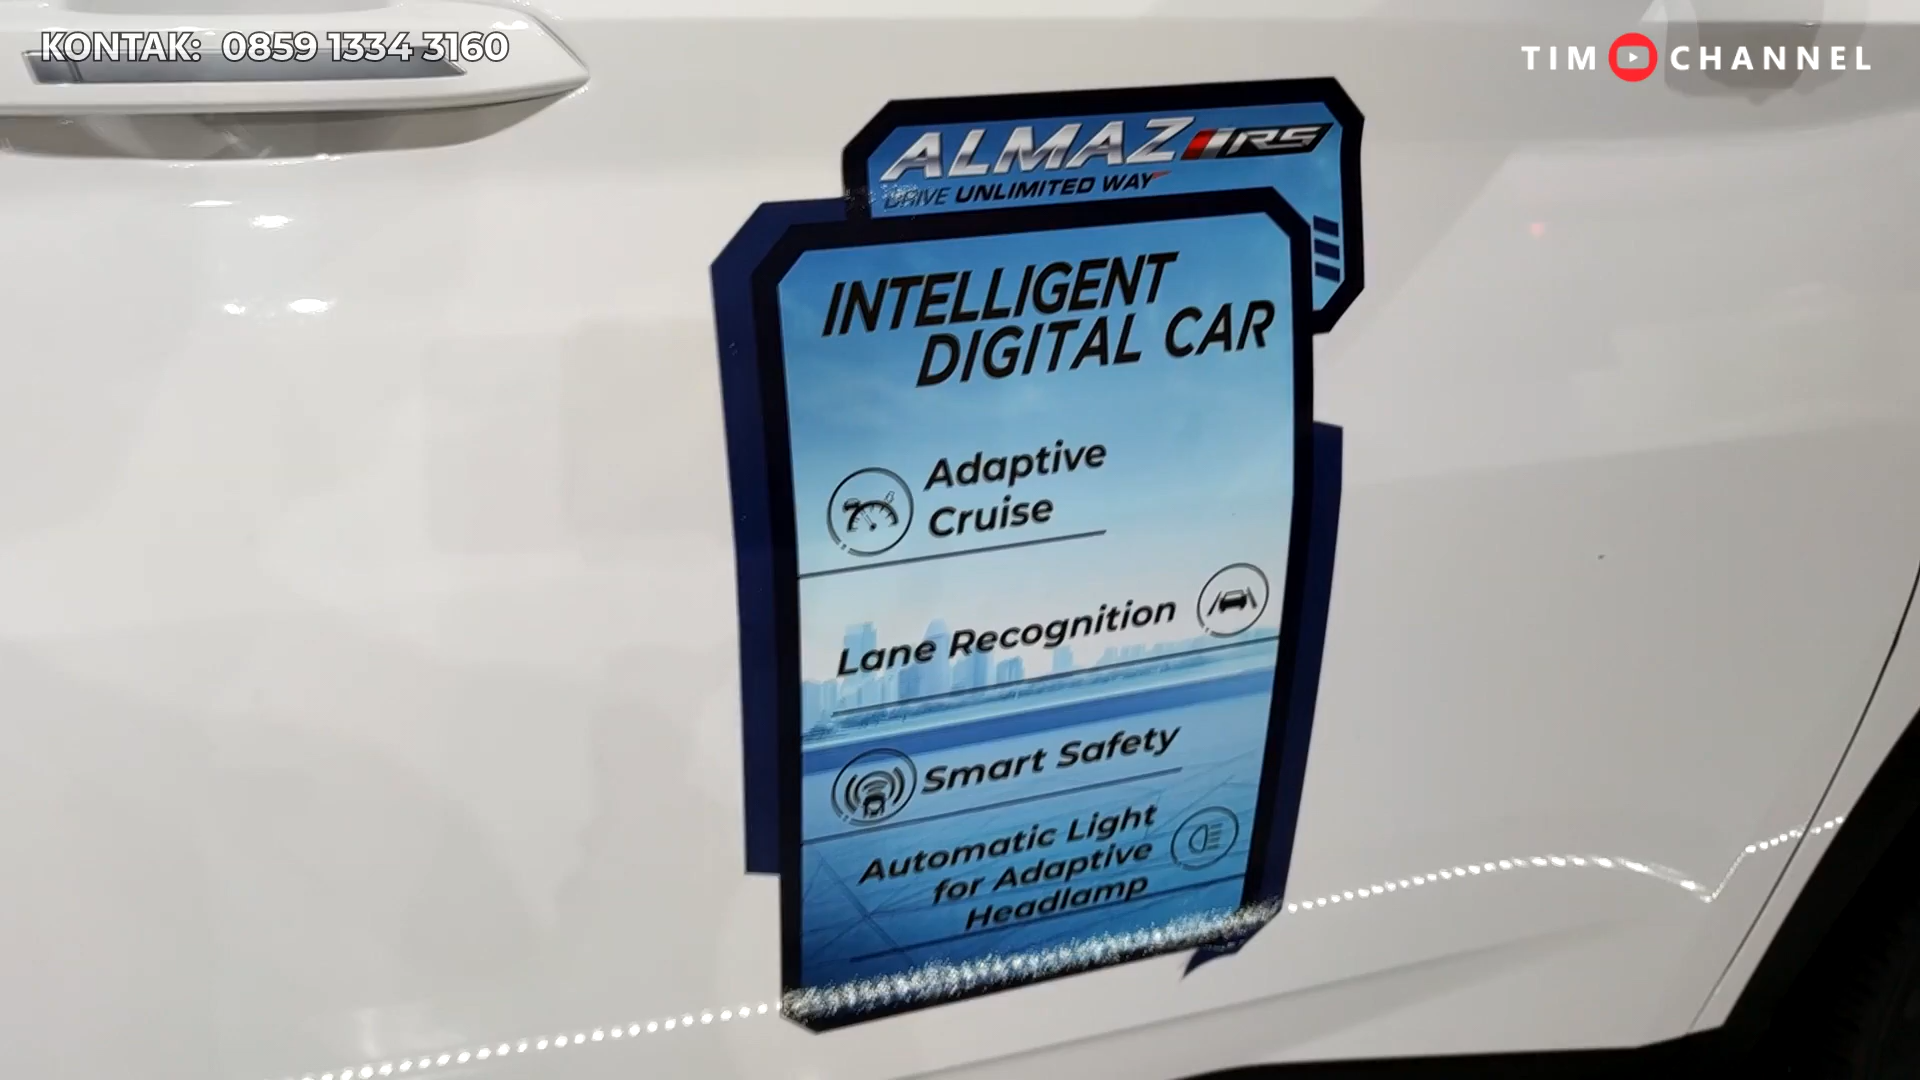 KONTAK: 0859 1334 3160
TIM CHANNEL
ALMAZ RS
DRIVE UNLIMITED WAY
INTELLIGENT
DIGITAL CAR
Adaptive
Cruise
Lane Recognition
Smart Safety
Automatic Light
for Adaptive
Headlamp